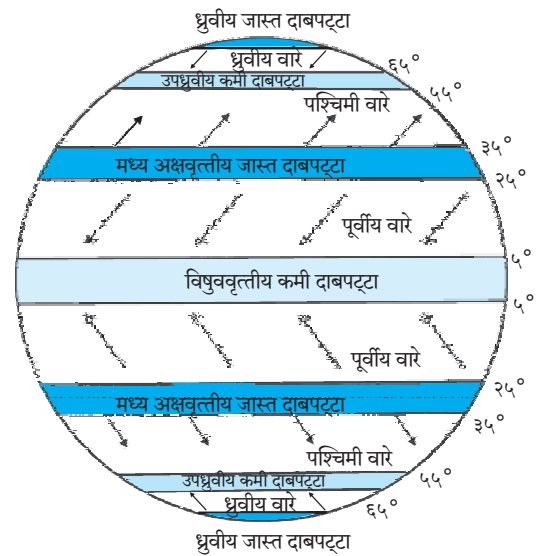 ध्रुवीय जास्त दाबपट्टा
ध्रुवीय वारे
६५°
उपध्रुवीय कमी दाबपट्टा
५५°
पश्चिमी वारे
३५°
मध्य अक्षवृत्तीय जास्त दाबपट्टा
२५°
पूर्वीय वारे
५°
विषुववृत्तीय कमी दाबपट्टा
५°
पूर्वीय वारे
२५°
मध्य अक्षवृत्तीय जास्त दाबपट्टा
३५°
पश्चिमी वारे
५५°
उपध्रुवीय कमी दाबपट्टा
ध्रुवीय वारे
६५°
ध्रुवीय जास्त दाबपट्टा